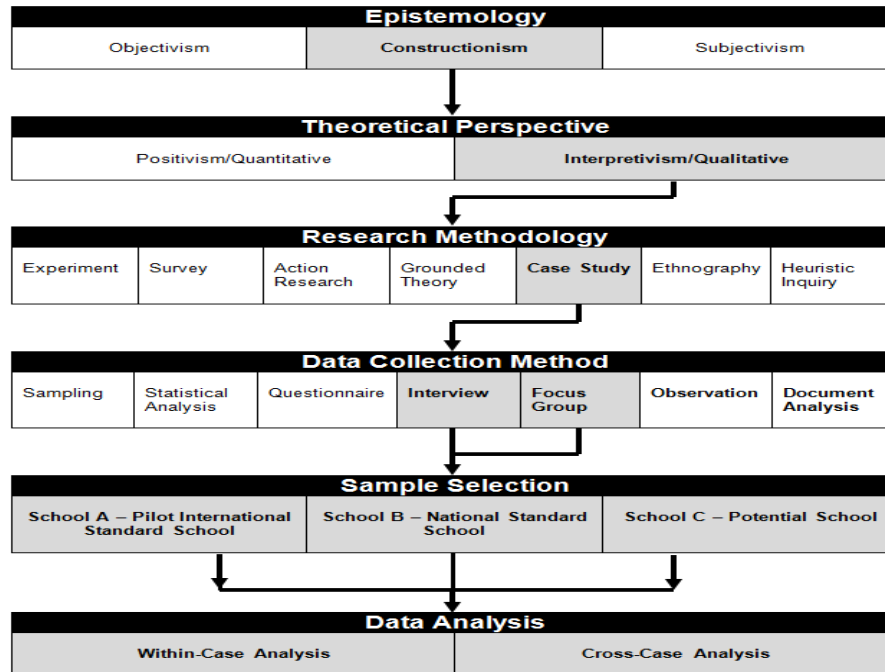 Epistemology
Objectivism
Constructionism
Subjectivism
Theoretical Perspective
Positivism/Quantitative
Interpretivism/Qualitative
Research Methodology
Experiment
Survey
Action
Research
Grounded
Theory
Case Study
Ethnography
Heuristic
Inquiry
Data Collection Method
Sampling
Statistical
Analysis
Questionnaire
Interview
Focus
Group
Observation
Document
Analysis
Sample Selection
School A – Pilot International
Standard School
School B – National Standard
School
School C – Potential School
Data Analysis
Within-Case Analysis
Cross-Case Analysis